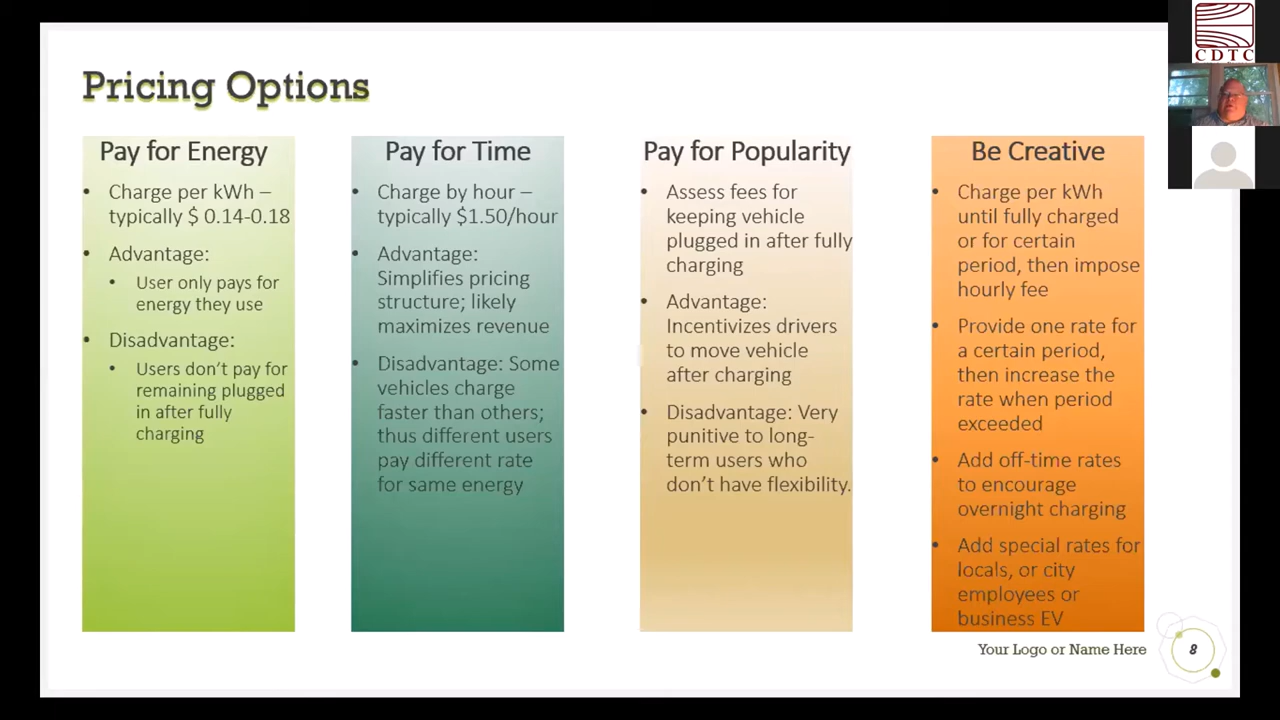 Pricing Options
Pay for Energy
• Charge per kWh –
typically $ 0.14-0.18
• Advantage:
• User only pays for
energy they use
• Disadvantage:
• Users don’t pay for
remaining plugged
in after fully
charging
Pay for Time
• Charge by hour –
typically $1.50/hour
• Advantage:
Simplifies pricing
structure; likely
maximizes revenue
• Disadvantage: Some
vehicles charge
faster than others;
thus different users
pay different rate
for same energy
Pay for Popularity
• Assess fees for
keeping vehicle
plugged in after fully
charging
• Advantage:
Incentivizes drivers
to move vehicle
after charging
• Disadvantage: Very
punitive to long-
term users who
don’t have flexibility.
Be Creative
• Charge per kWh
until fully charged
or for certain
period, then impose
hourly fee
• Provide one rate for
a certain period,
then increase the
rate when period
exceeded
• Add off-time rates
to encourage
overnight charging
• Add special rates for
locals, or city
employees or
business EV
Your Logo or Name Here
8
CDTC